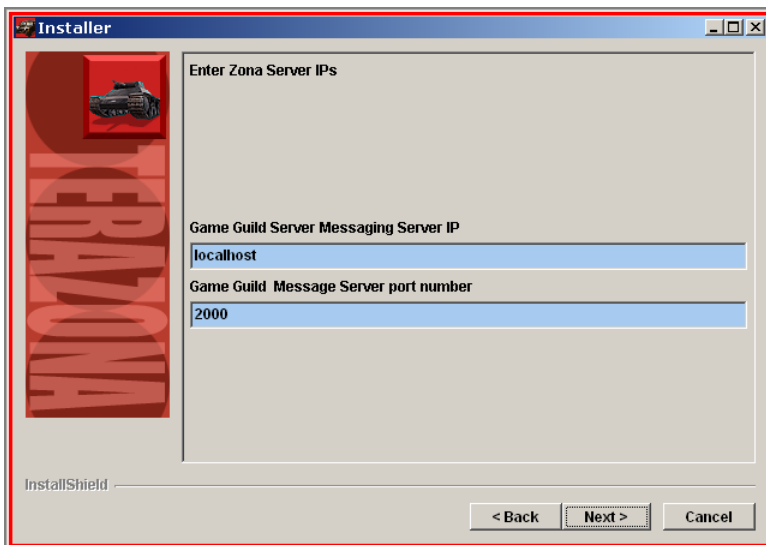 Installer
TERAZONA
Enter Zona Server IPs
Game Guild Server Messaging Server IP
localhost
Game Guild  Message Server port number
2000
InstallShield
< Back
Next >
Cancel